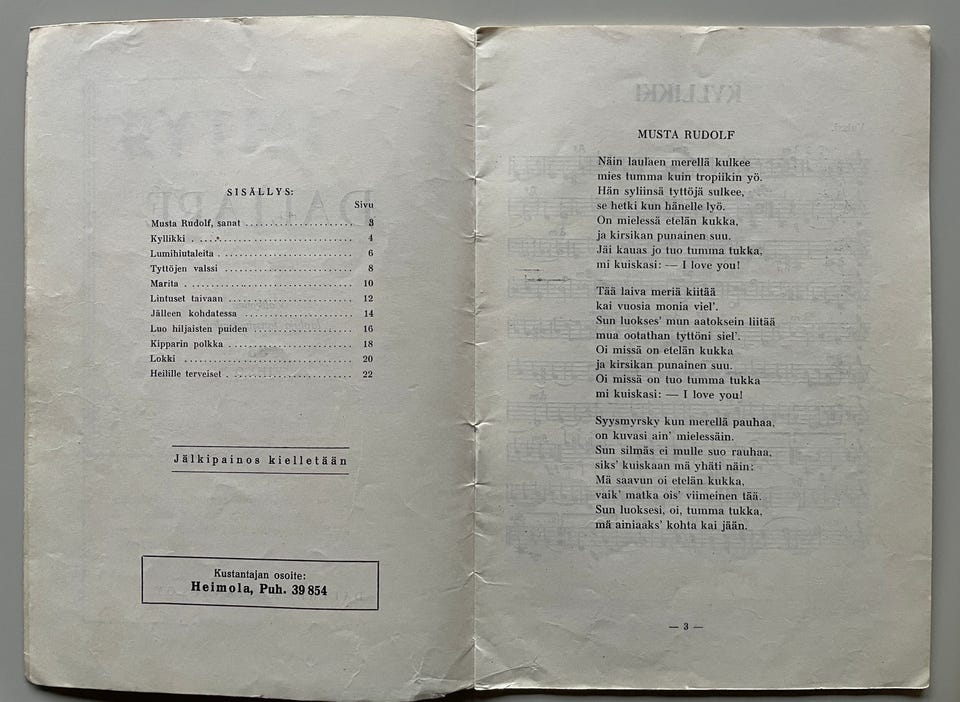 SISÄLLYS:
Sivu
Musta Rudolf, sanat ...................... 3
Kyllikki ................................. 4
Lumihiutaleita ........................... 6
Tyttöjen valssi .......................... 8
Marita ................................... 10
Lintuset taivaan ......................... 12
Jälleen kohdatessa ....................... 14
Luo hiljaisten puiden .................... 16
Kipparin polkka .......................... 18
Lokki .................................... 20
Heilille terveiset ....................... 22
Jälkipainos kielletään
Kustantajan osoite:
Heimola, Puh. 39 854
MUSTA RUDOLF
Näin laulaen merellä kulkee
mies tumma kuin tropiikin yö.
Hän syliinsä tyttöjä sulkee,
se hetki kun hänelle lyö.
On mielessä etelän kukka,
ja kirsikan punainen suu.
Jäi kauas jo tuo tumma tukka,
mi kuiskasi: — I love you!
Tää laiva meriä kiitää
kai vuosia monia viel'.
Sun luokses' mun aatoksein liitää
mua ootathan tyttöni siel'.
Oi missä on etelän kukka
ja kirsikan punainen suu.
Oi missä on tuo tumma tukka
mi kuiskasi: — I love you!
Syysmyrsky kun merellä pauhaa,
on kuvasi ain' mielessäin.
Sun silmäs ei mulle suo rauhaa,
siks' kuiskaan mä yhäti näin:
Mä saavun oi etelän kukka,
vaik' matka ois' viimeinen tää.
Sun luoksesi, oi, tumma tukka,
mä ainiaaks' kohta kai jään.
— 3 —
KYLLIKKI